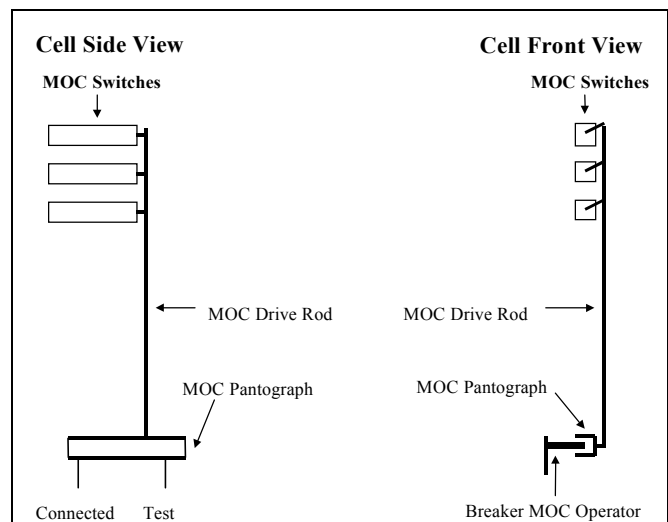 Cell Side View
MOC Switches
MOC Drive Rod
MOC Pantograph
Connected
Test
Cell Front View
MOC Switches
MOC Drive Rod
MOC Pantograph
Breaker MOC Operator